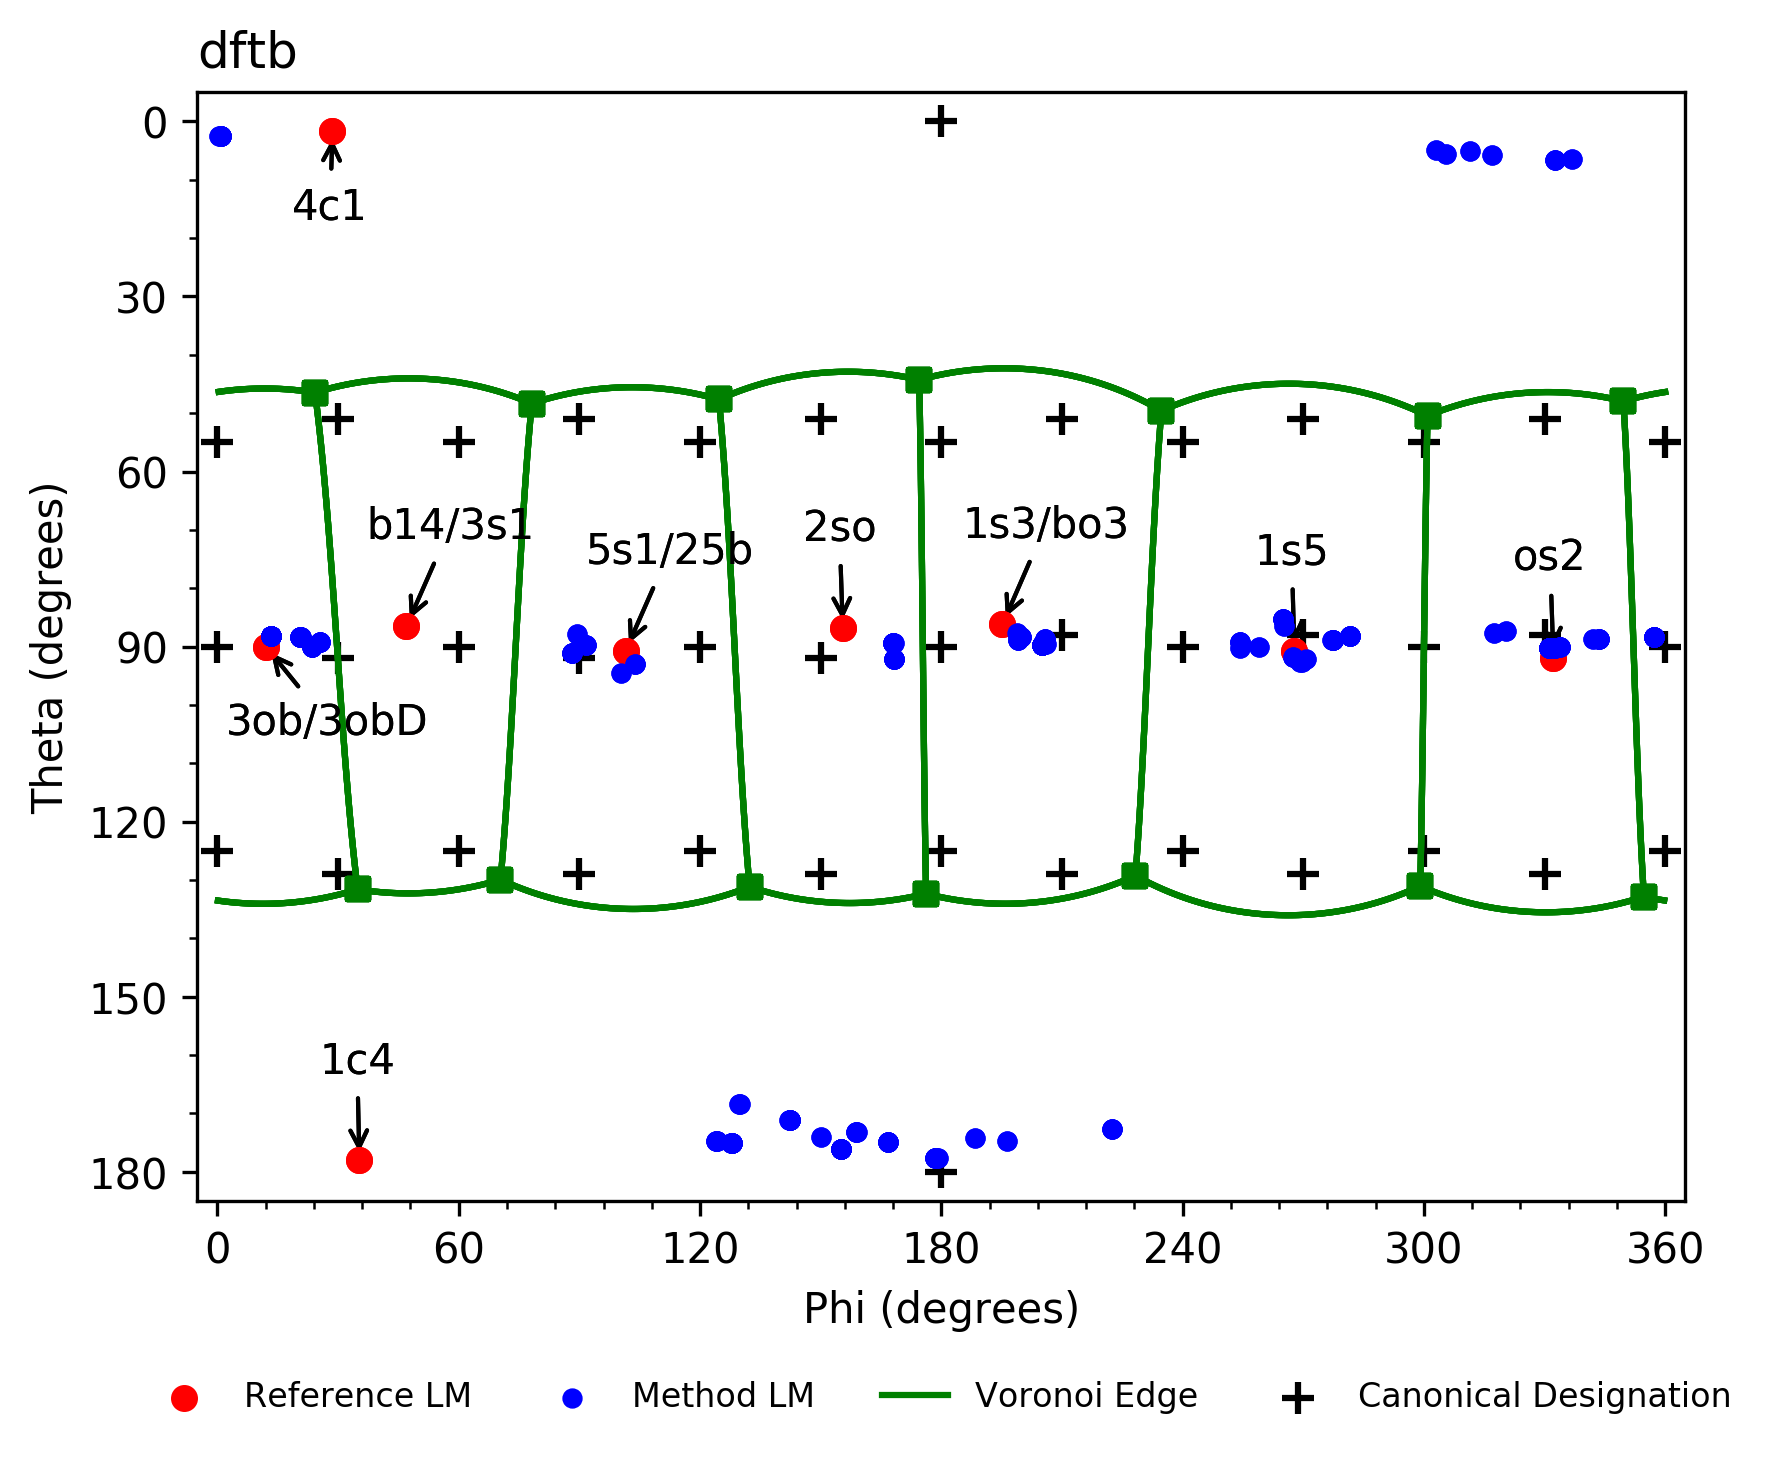 dftb
0
4c1
30
60
b14/3s1
5s1/25b
2so
1s3/bo3
1s5
os2
90
3ob/3obD
Theta (degrees)
120
150
1c4
180
0 60 120 180 240 300 360
Phi (degrees)
Reference LM Method LM Voronoi Edge Canonical Designation